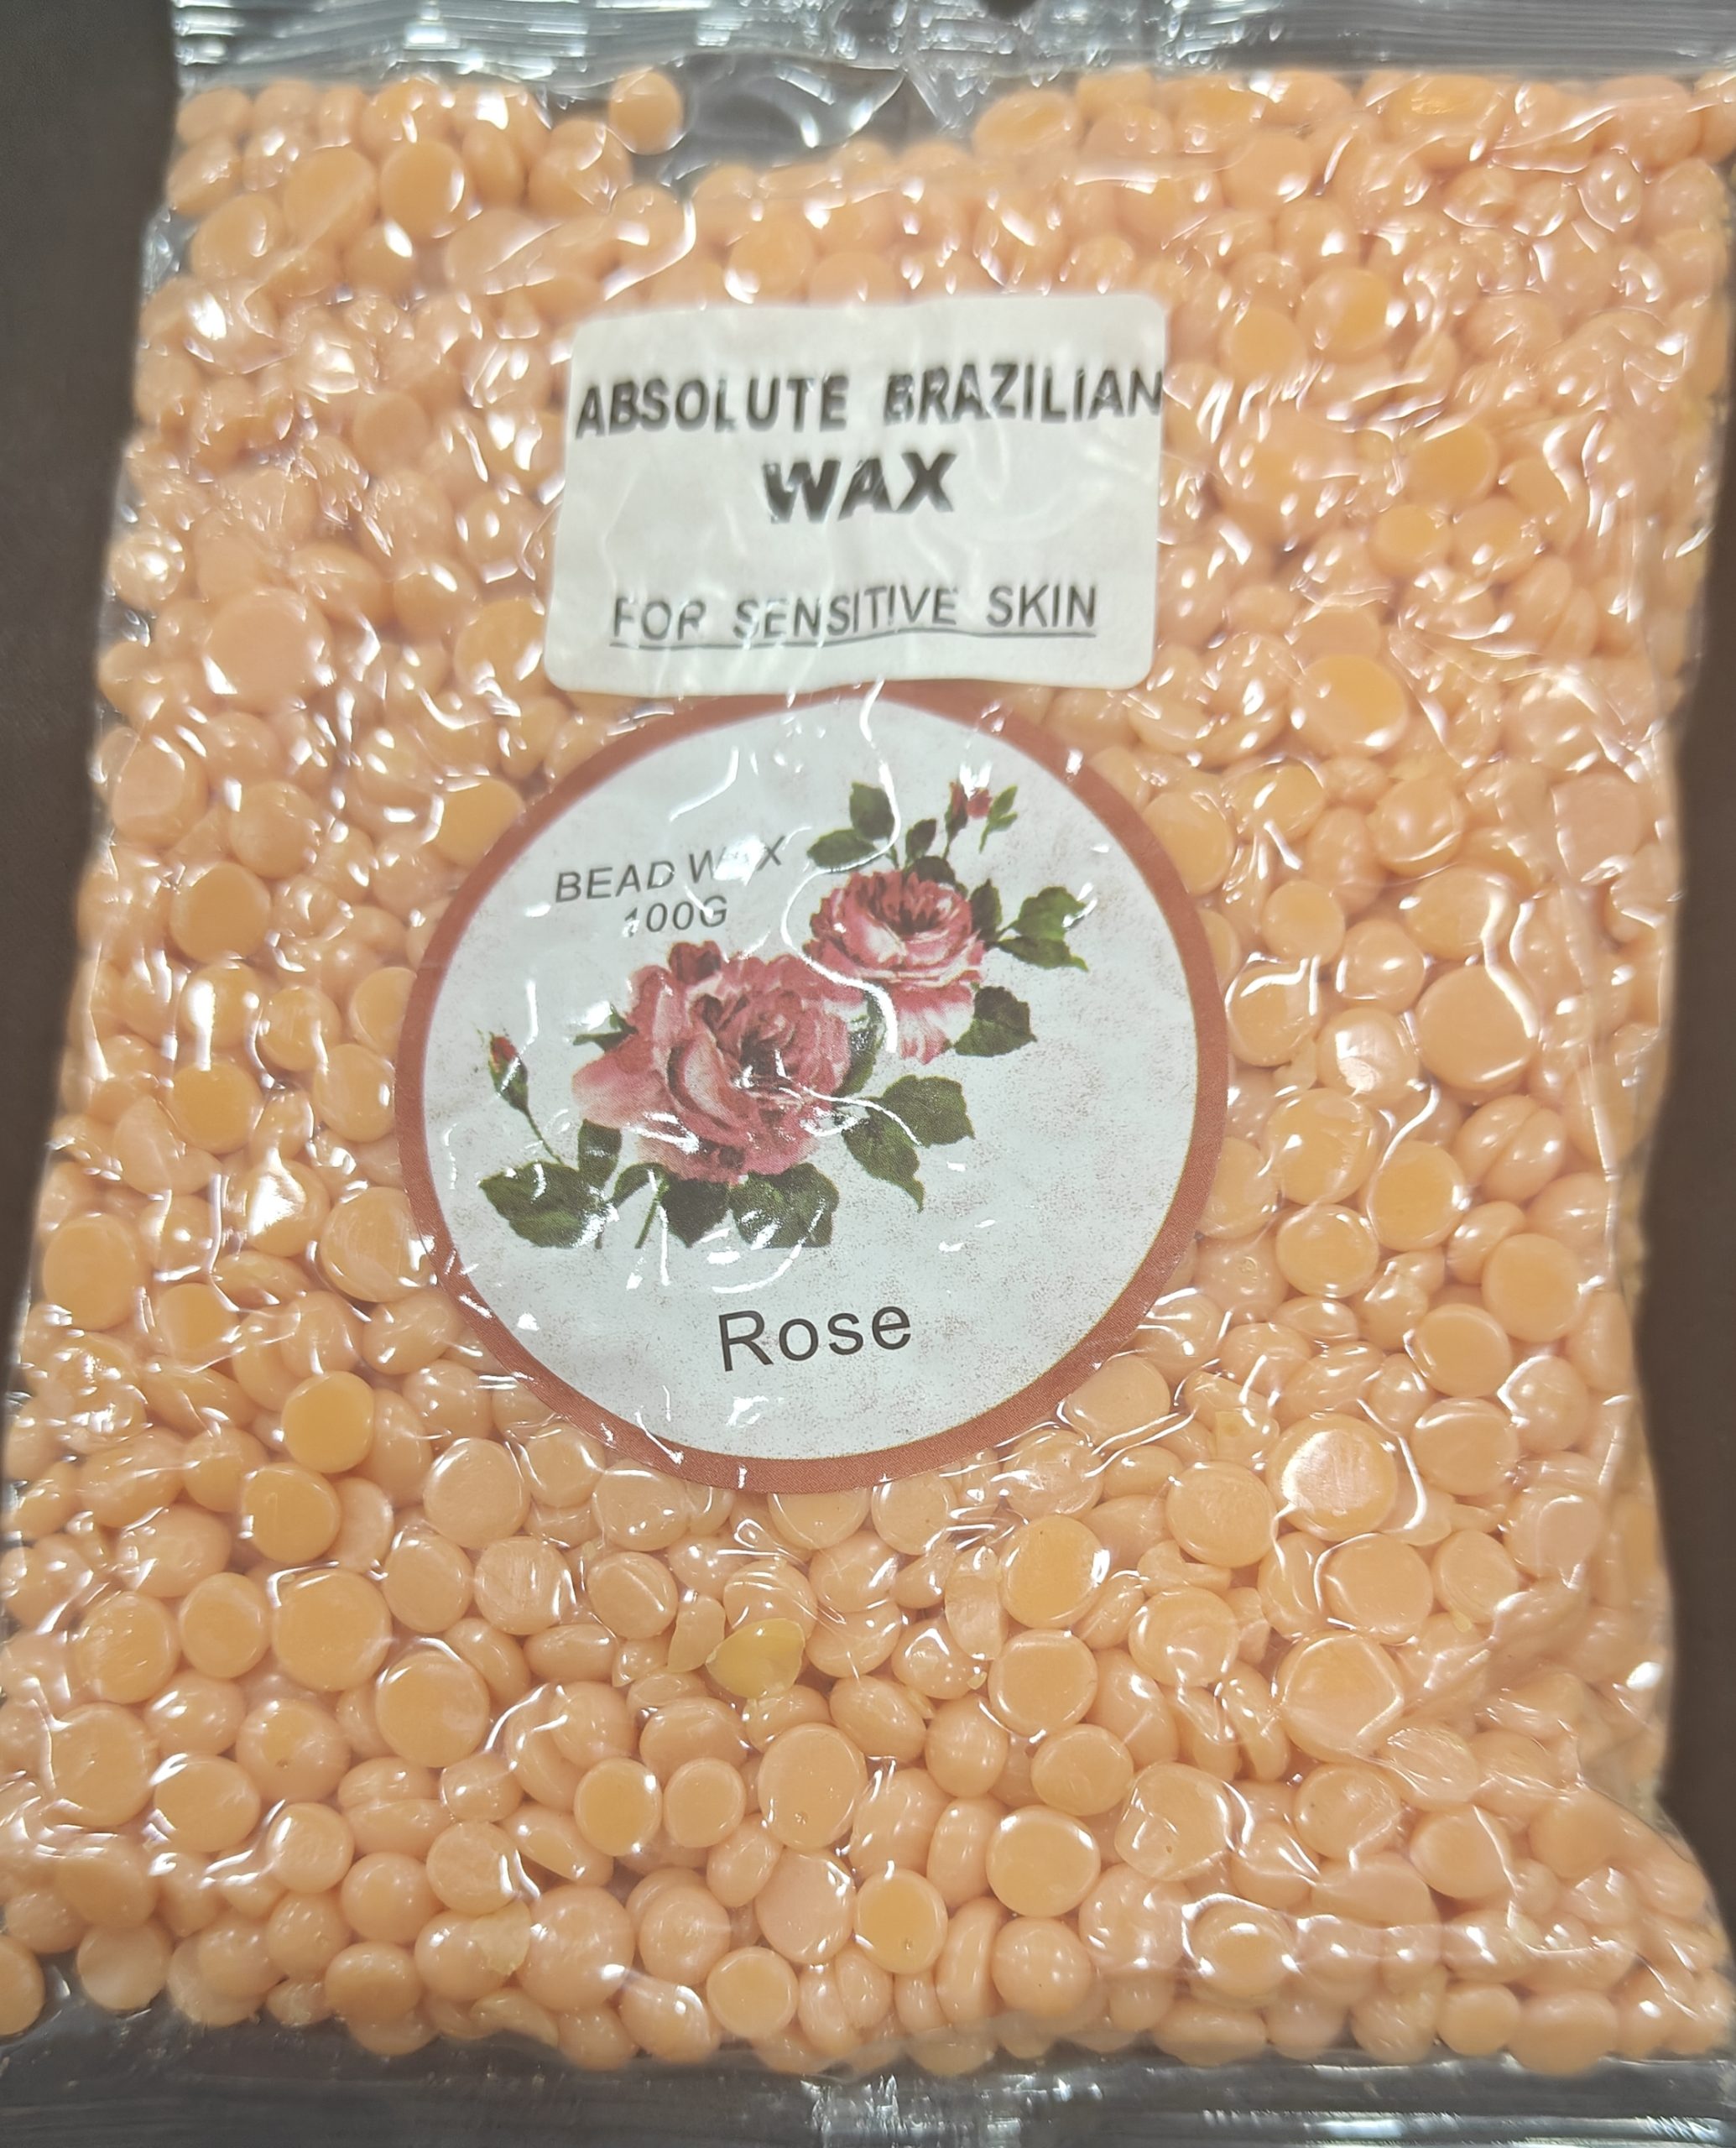 ABSOLUTE BRAZILIAN
WAX
FOR SENSITIVE SKIN
BEAD WAX
100G
Rose